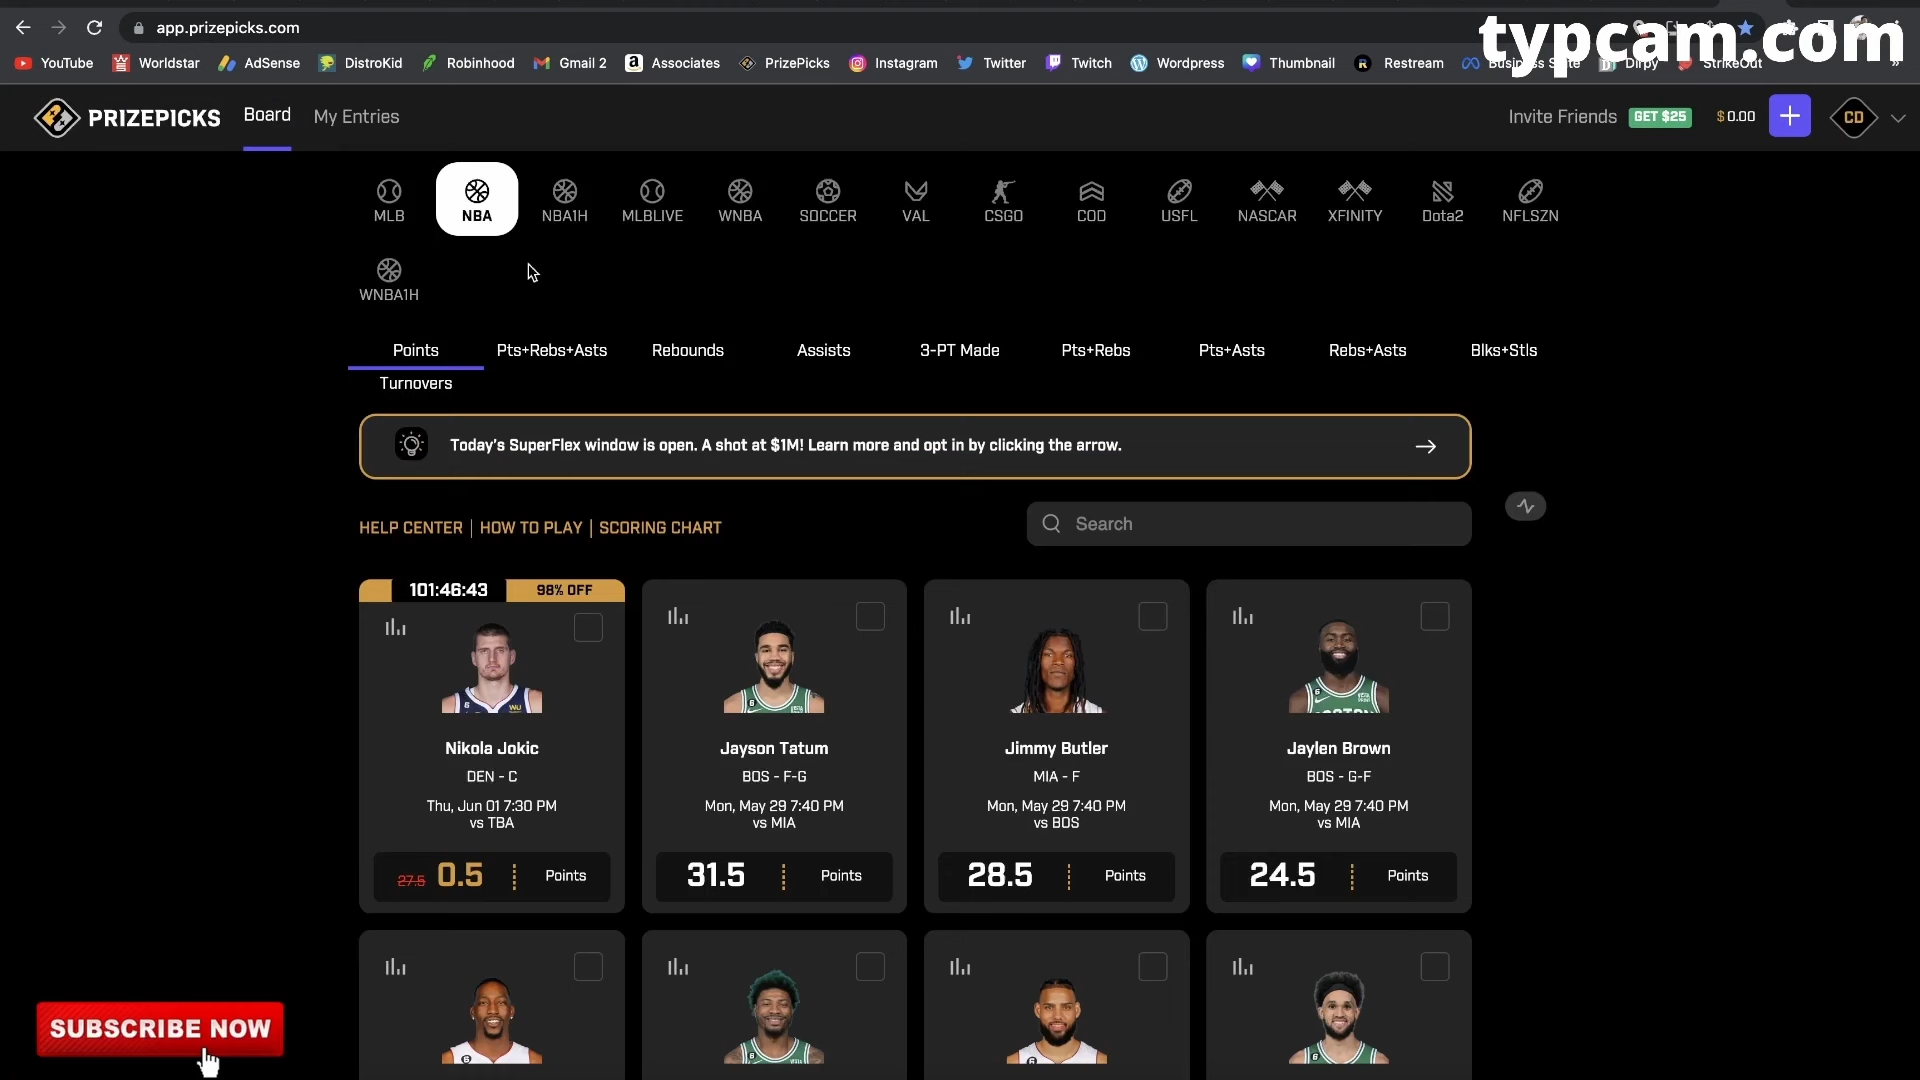 app.prizepicks.com
typcam.com
YouTube Worldstar AdSense DistroKid Robinhood Gmail 2 Associates PrizePicks Instagram Twitter Twitch Wordpress Thumbnail Restream Business Suite Dirpy StrikeOut
PRIZEPICKS Board My Entries Invite Friends GET $25 $0.00 CD
MLB NBA NBA1H MLBLIVE WNBA SOCCER VAL CSGO COD USFL NASCAR XFINITY Dota2 NFLSZN
WNBA1H
Points Pts+Rebs+Asts Rebounds Assists 3-PT Made Pts+Rebs Pts+Asts Rebs+Asts Blks+Stls
Turnovers
Today's SuperFlex window is open. A shot at $1M! Learn more and opt in by clicking the arrow.
HELP CENTER | HOW TO PLAY | SCORING CHART Search
101:46:43 98% OFF
Nikola Jokic Jayson Tatum Jimmy Butler Jaylen Brown
DEN - C BOS - F-G MIA - F BOS - G-F
Thu, Jun 01 7:30 PM Mon, May 29 7:40 PM Mon, May 29 7:40 PM Mon, May 29 7:40 PM
vs TBA vs MIA vs BOS vs MIA
27.5 0.5 Points 31.5 Points 28.5 Points 24.5 Points
SUBSCRIBE NOW